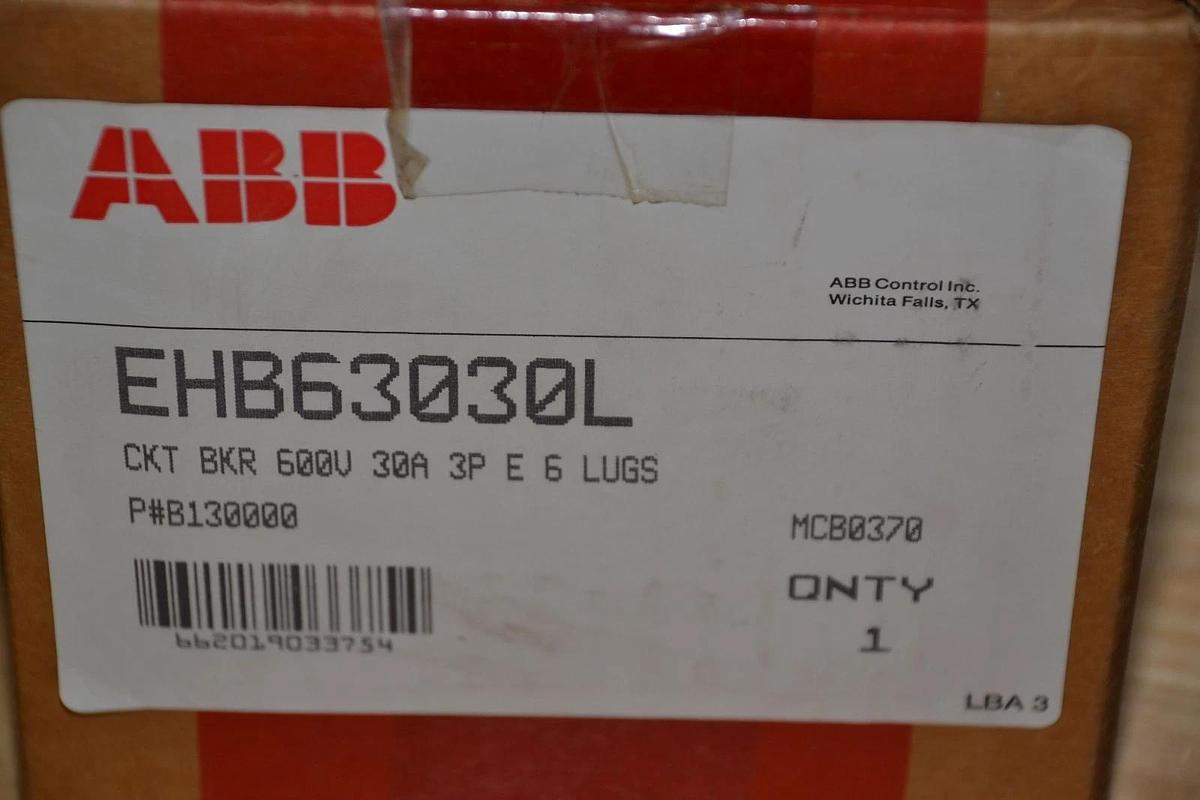 ABB
ABB Control Inc.
Wichita Falls, TX
EHB63030L
CKT BKR 600V 30A 3P E 6 LUGS
P#B130000
MCB0370
QNTY
1
662019033754
LBA 3